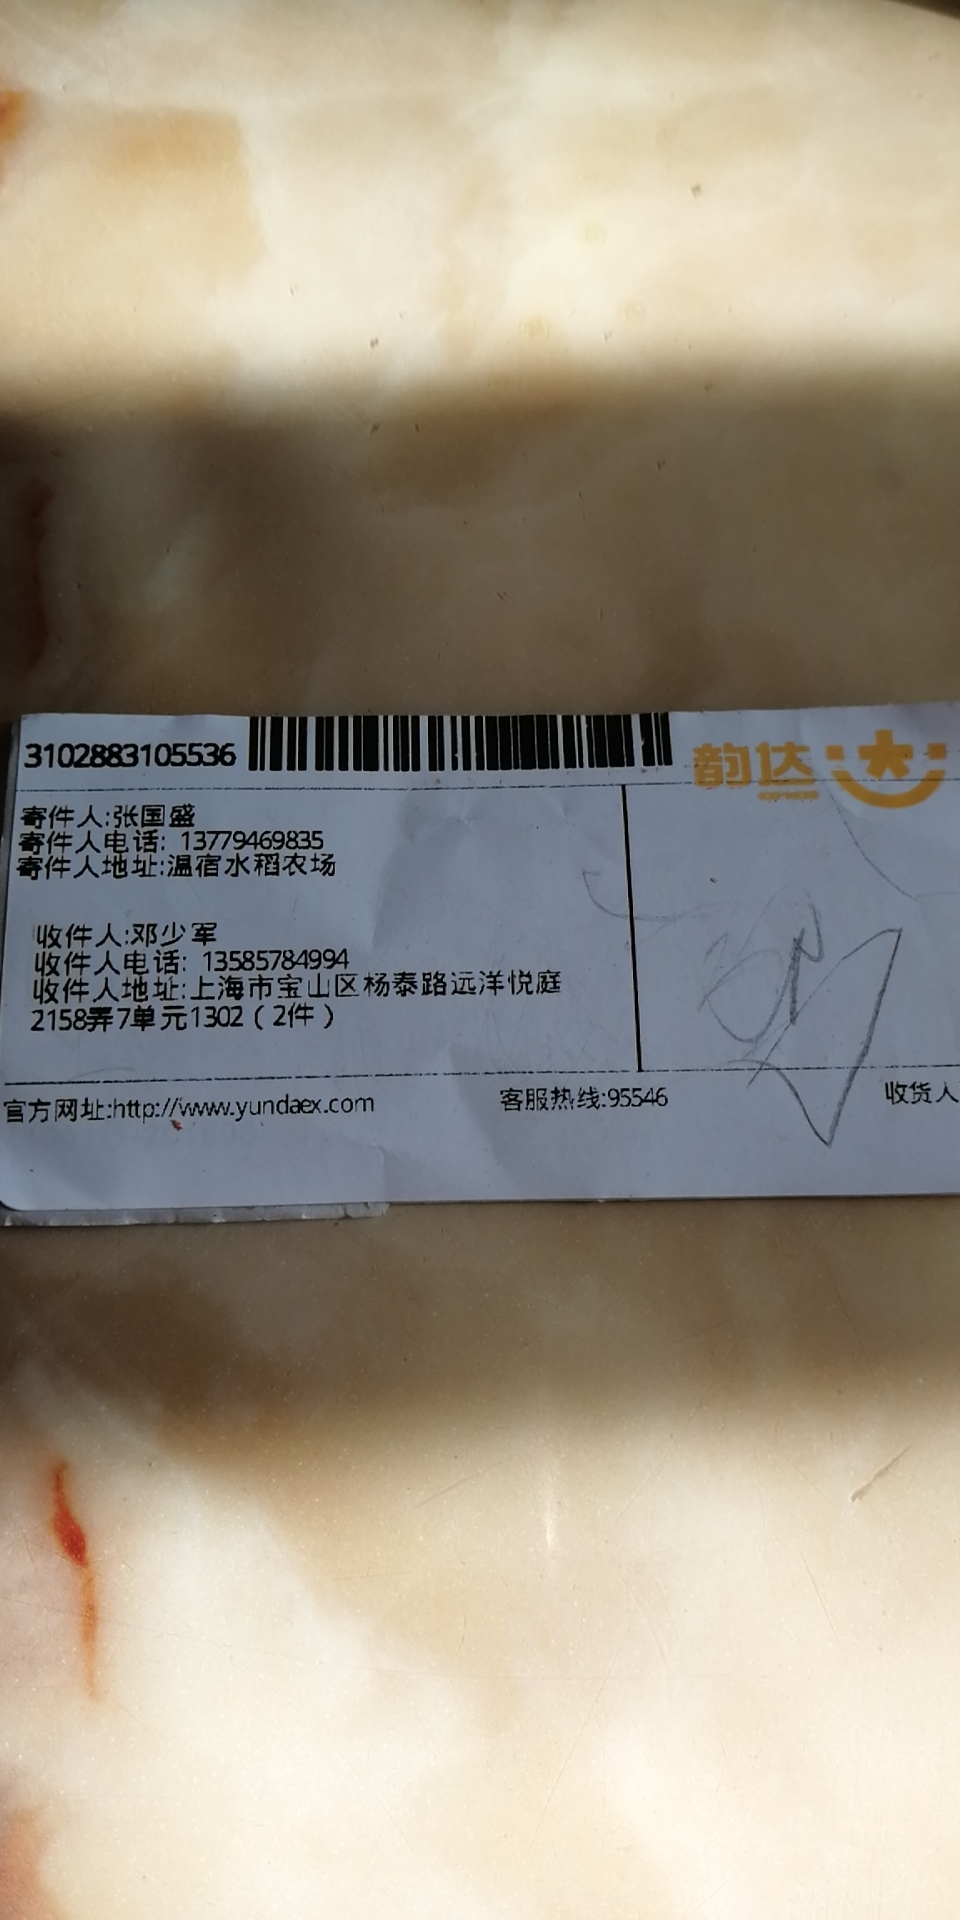 3102883105536
韵达
寄件人:张国盛
寄件人电话: 13779469835
寄件人地址:温宿水稻农场
收件人:邓少军
收件人电话: 13585784994
收件人地址:上海市宝山区杨泰路远洋悦庭
2158弄7单元1302（2件）
官方网址:http://www.yundaex.com
客服热线:95546
收货人